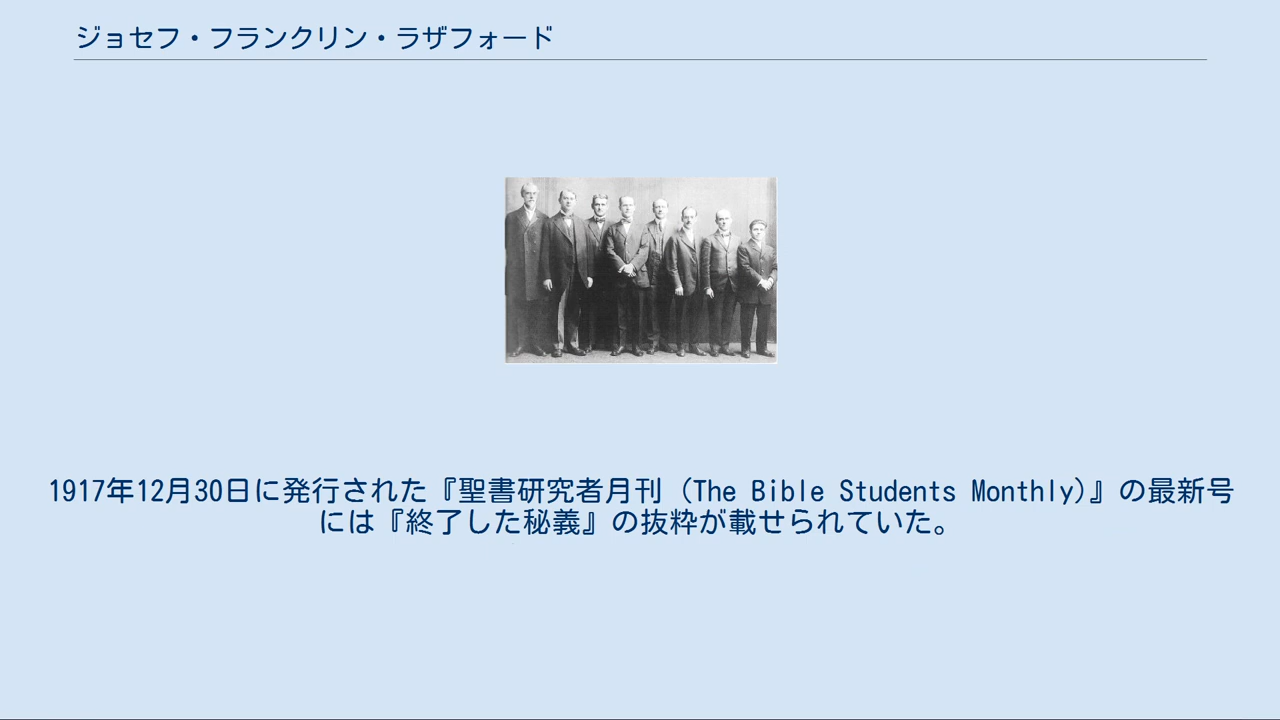 ジョセフ・フランクリン・ラザフォード
1917年12月30日に発行された『聖書研究者月刊 (The Bible Students Monthly)』の最新号
には『終了した秘義』の抜粋が載せられていた。